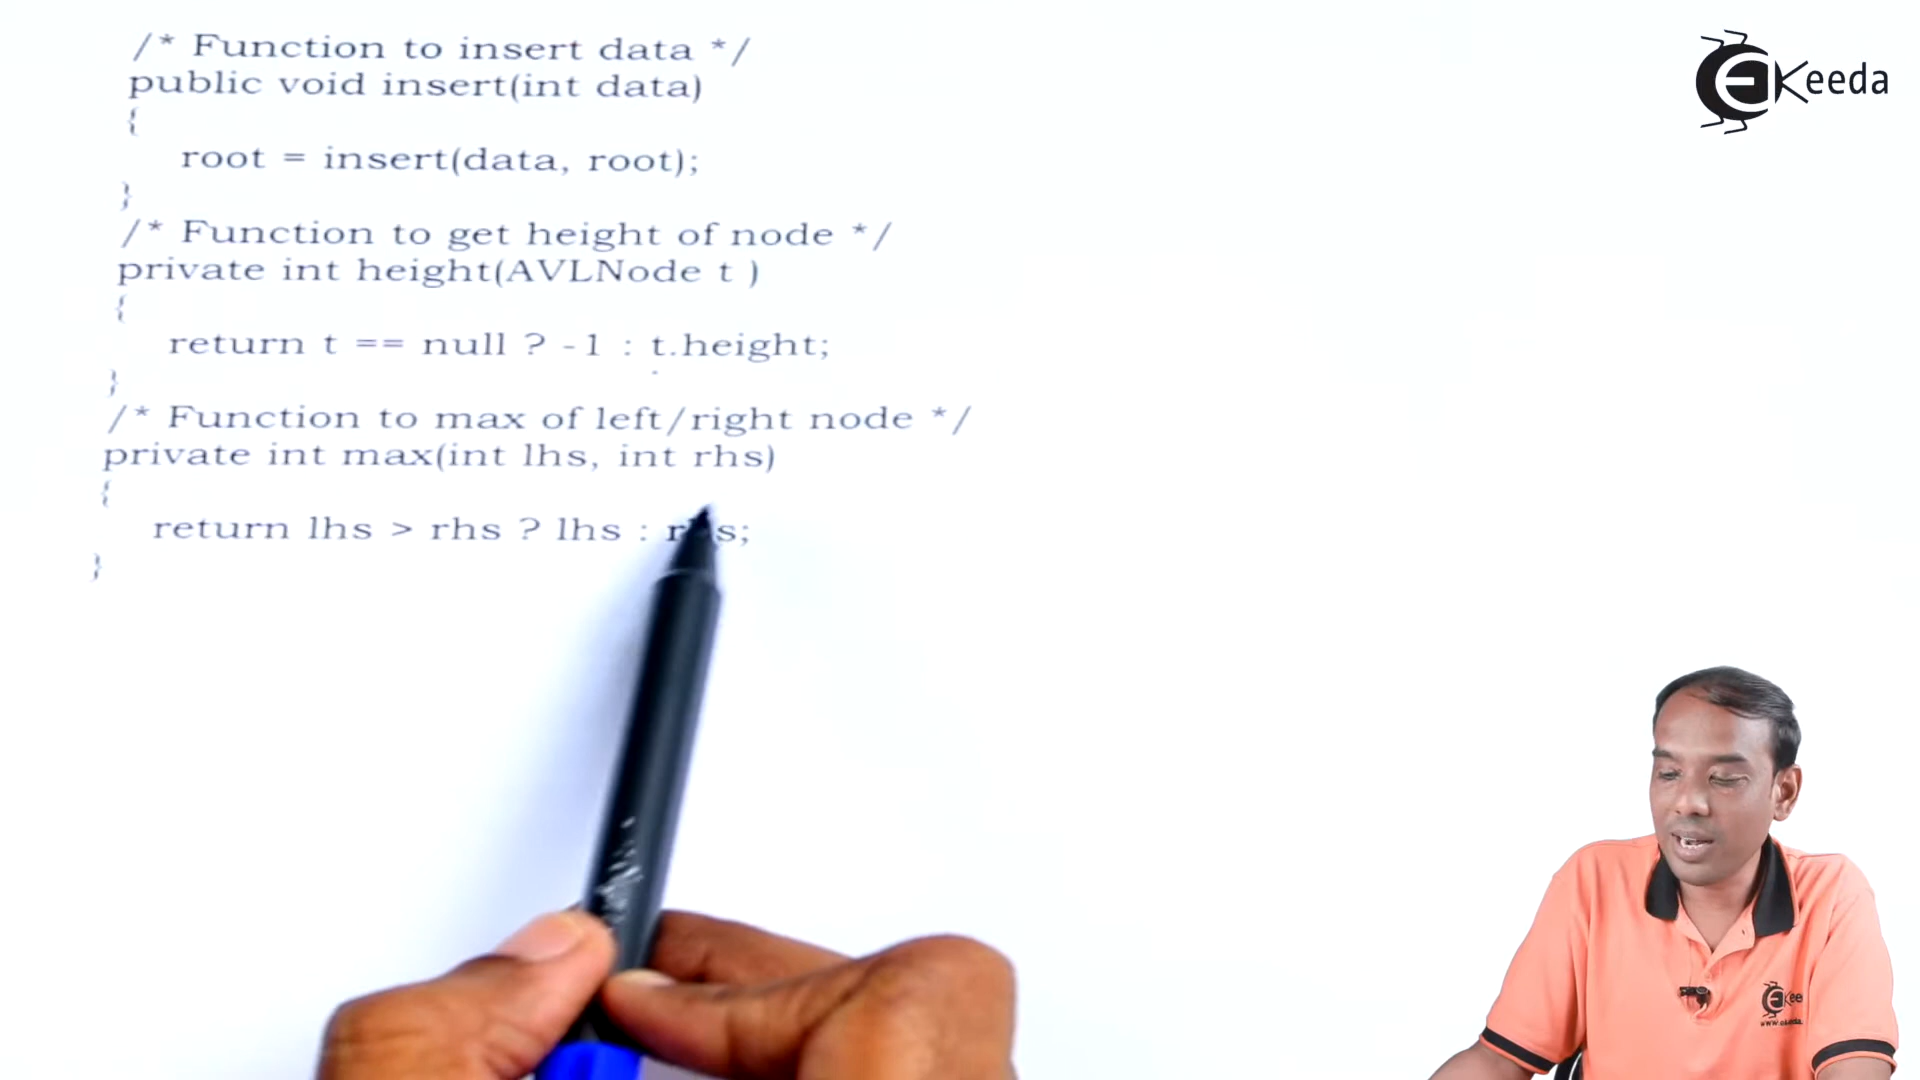 /* Function to insert data */
public void insert(int data)
{
root = insert(data, root);
}
/* Function to get height of node */
private int height(AVLNode t )
{
return t == null ? -1 : t.height;
}
/* Function to max of left/right node */
private int max(int lhs, int rhs)
{
return lhs > rhs ? lhs : rhs;
}
EKeeda